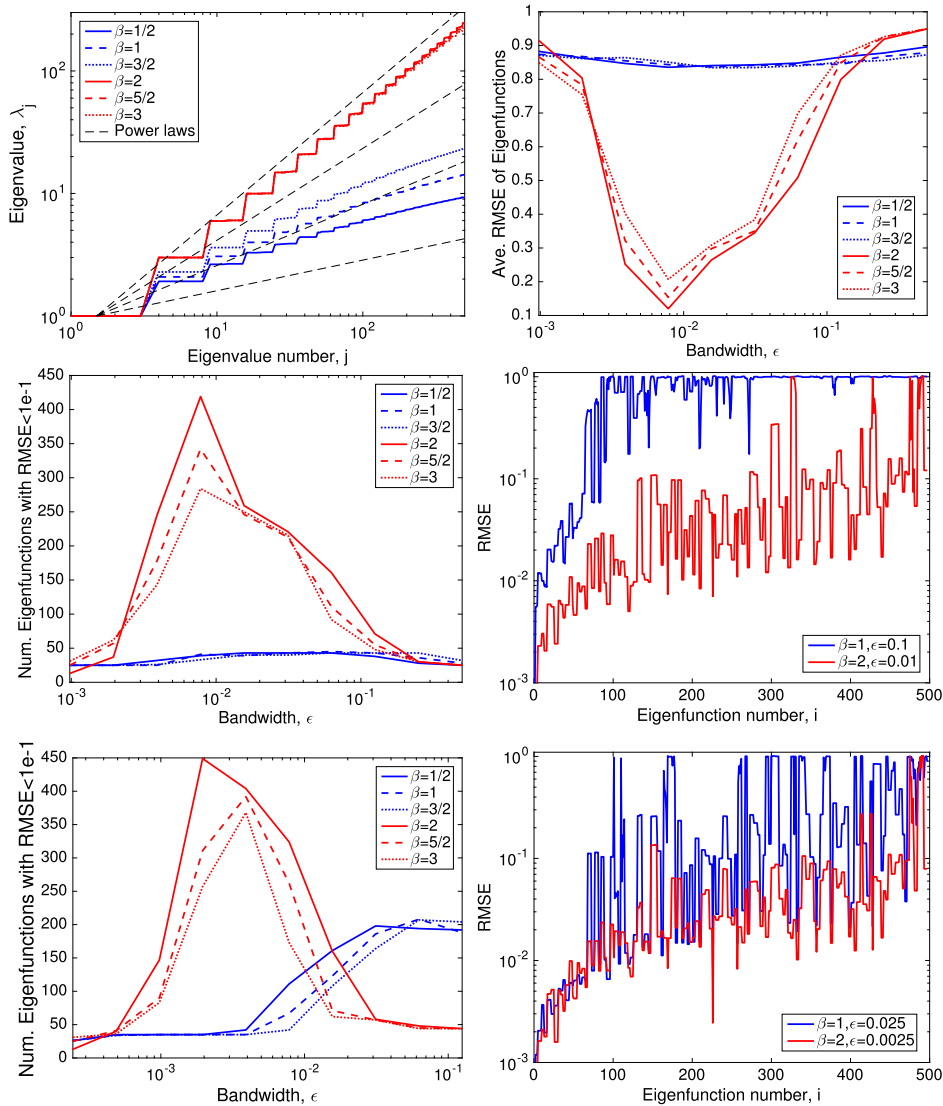 10^2
10^1
10^0
Eigenvalue, λ_j
β=1/2
β=1
β=3/2
β=2
β=5/2
β=3
Power laws
10^0
10^1
10^2
Eigenvalue number, j
1
0.9
0.8
0.7
0.6
0.5
0.4
0.3
0.2
0.1
Ave. RMSE of Eigenfunctions
β=1/2
β=1
β=3/2
β=2
β=5/2
β=3
10^-3
10^-2
10^-1
Bandwidth, ϵ
450
400
350
300
250
200
150
100
50
0
Num. Eigenfunctions with RMSE<1e-1
β=1/2
β=1
β=3/2
β=2
β=5/2
β=3
10^-3
10^-2
10^-1
Bandwidth, ϵ
10^0
10^-1
10^-2
10^-3
RMSE
β=1,ϵ=0.1
β=2,ϵ=0.01
0
100
200
300
400
500
Eigenfunction number, i
450
400
350
300
250
200
150
100
50
0
Num. Eigenfunctions with RMSE<1e-1
β=1/2
β=1
β=3/2
β=2
β=5/2
β=3
10^-3
10^-2
10^-1
Bandwidth, ϵ
10^0
10^-1
10^-2
10^-3
RMSE
β=1,ϵ=0.025
β=2,ϵ=0.0025
0
100
200
300
400
500
Eigenfunction number, i